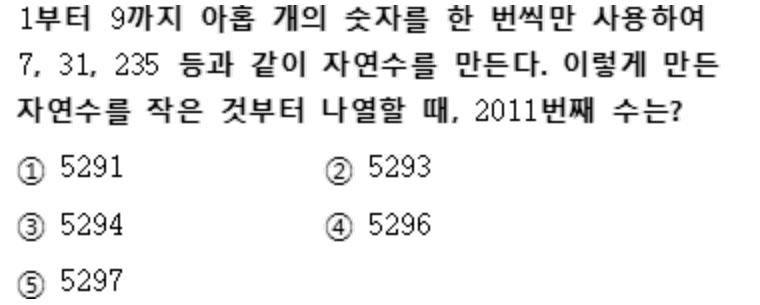 1부터 9까지 아홉 개의 숫자를 한 번씩만 사용하여
7, 31, 235 등과 같이 자연수를 만든다. 이렇게 만든
자연수를 작은 것부터 나열할 때, 2011번째 수는?
① 5291 ② 5293
③ 5294 ④ 5296
⑤ 5297